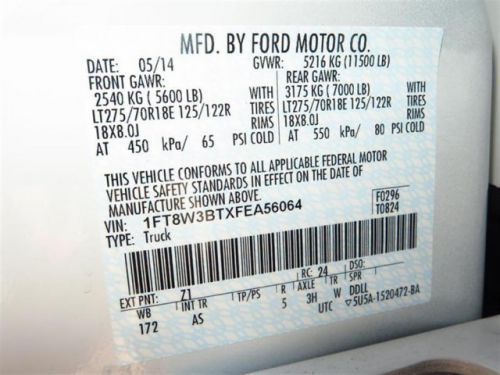 MFD. BY FORD MOTOR CO.
DATE: 05/14 GVWR: 5216 KG (11500 LB)
FRONT GAWR: REAR GAWR:
2540 KG ( 5600 LB) WITH 3175 KG ( 7000 LB) WITH
LT275/70R18E 125/122R TIRES LT275/70R18E 125/122R TIRES
18X8.0J RIMS 18X8.0J RIMS
AT 450 kPa/ 65 PSI COLD AT 550 kPa/ 80 PSI COLD
THIS VEHICLE CONFORMS TO ALL APPLICABLE FEDERAL MOTOR
VEHICLE SAFETY STANDARDS IN EFFECT ON THE DATE OF
MANUFACTURE SHOWN ABOVE.
VIN: 1FT8W3BTXFEA56064 F0296
TYPE: Truck T0824
EXT PNT: Z1 RC: 24 DSO:
WB INT TR TP/PS R AXLE TR SPR
172 AS 5 3H W DDLL
UTC ▽5U5A-1520472-BA